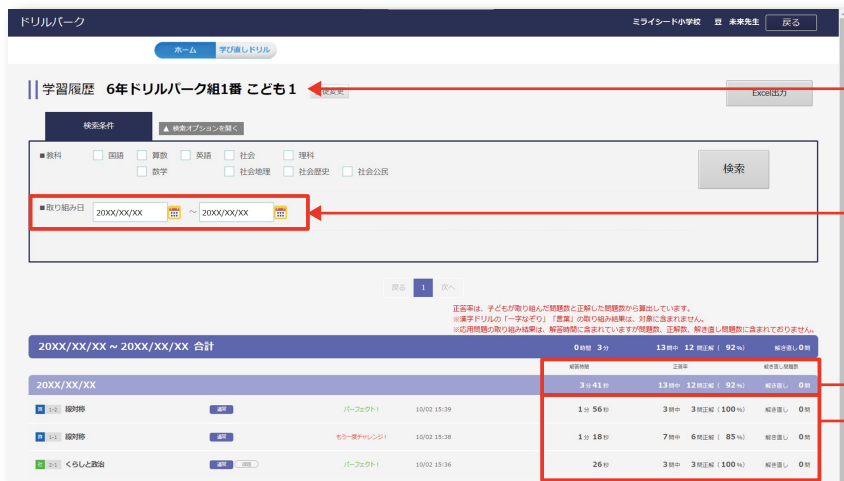 ドリルパーク ミライシード小学校 豆 未来先生 戻る
ホーム 学び直しドリル
学習履歴 6年ドリルパーク組1番 こども1 Excel出力
検索条件 ▲ 検索オプションを開く
■教科 国語 算数 英語 社会 理科
数学 社会地理 社会歴史 社会公民
検索
■取り組み日 20XX/XX/XX ～ 20XX/XX/XX
戻る 1 次へ
正答率は、子どもが取り組んだ問題数と正解した問題数から算出しています。
※漢字ドリルの「一字なぞり」「言葉」の取り組み結果は、対象に含まれません。
※応用問題の取り組み結果は、解答時間に含まれていますが問題数、正解数、解き直し問題数に含まれておりません。
20XX/XX/XX ~ 20XX/XX/XX 合計 0時間 3分 13問中 12問正解 ( 92%) 解き直し 0問
解答時間 正答率 解き直し問題数
20XX/XX/XX 3分41秒 13問中 12問正解 ( 92%) 解き直し 0問
1-2 線対称 パーフェクト! 10/02 15:39 1分 56秒 3問中 3問正解 (100%) 解き直し 0問
1-1 線対称 もう一度チャレンジ! 10/02 15:38 1分 18秒 7問中 6問正解 ( 85%) 解き直し 0問
社 2-1 くらしと政治 パーフェクト! 10/02 15:36 26秒 3問中 3問正解 (100%) 解き直し 0問